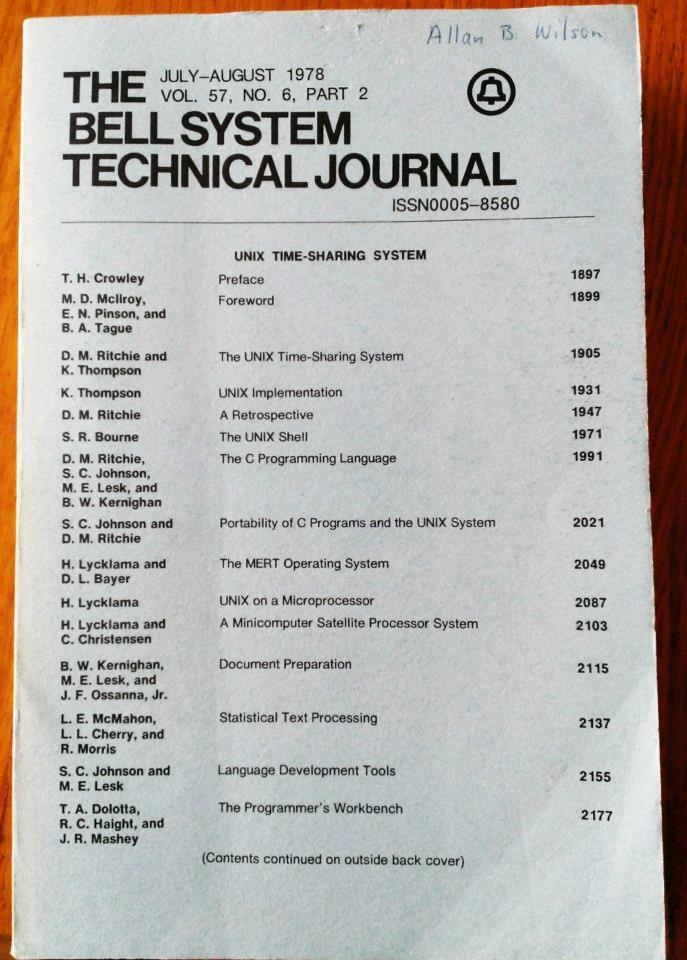 Allan B. Wilson
THE JULY–AUGUST 1978
VOL. 57, NO. 6, PART 2
BELL SYSTEM
TECHNICAL JOURNAL
ISSN0005–8580
UNIX TIME-SHARING SYSTEM
T. H. Crowley Preface 1897
M. D. McIlroy, Foreword 1899
E. N. Pinson, and
B. A. Tague
D. M. Ritchie and The UNIX Time-Sharing System 1905
K. Thompson
K. Thompson UNIX Implementation 1931
D. M. Ritchie A Retrospective 1947
S. R. Bourne The UNIX Shell 1971
D. M. Ritchie, The C Programming Language 1991
S. C. Johnson,
M. E. Lesk, and
B. W. Kernighan
S. C. Johnson and Portability of C Programs and the UNIX System 2021
D. M. Ritchie
H. Lycklama and The MERT Operating System 2049
D. L. Bayer
H. Lycklama UNIX on a Microprocessor 2087
H. Lycklama and A Minicomputer Satellite Processor System 2103
C. Christensen
B. W. Kernighan, Document Preparation 2115
M. E. Lesk, and
J. F. Ossanna, Jr.
L. E. McMahon, Statistical Text Processing 2137
L. L. Cherry, and
R. Morris
S. C. Johnson and Language Development Tools 2155
M. E. Lesk
T. A. Dolotta, The Programmer's Workbench 2177
R. C. Haight, and
J. R. Mashey
(Contents continued on outside back cover)